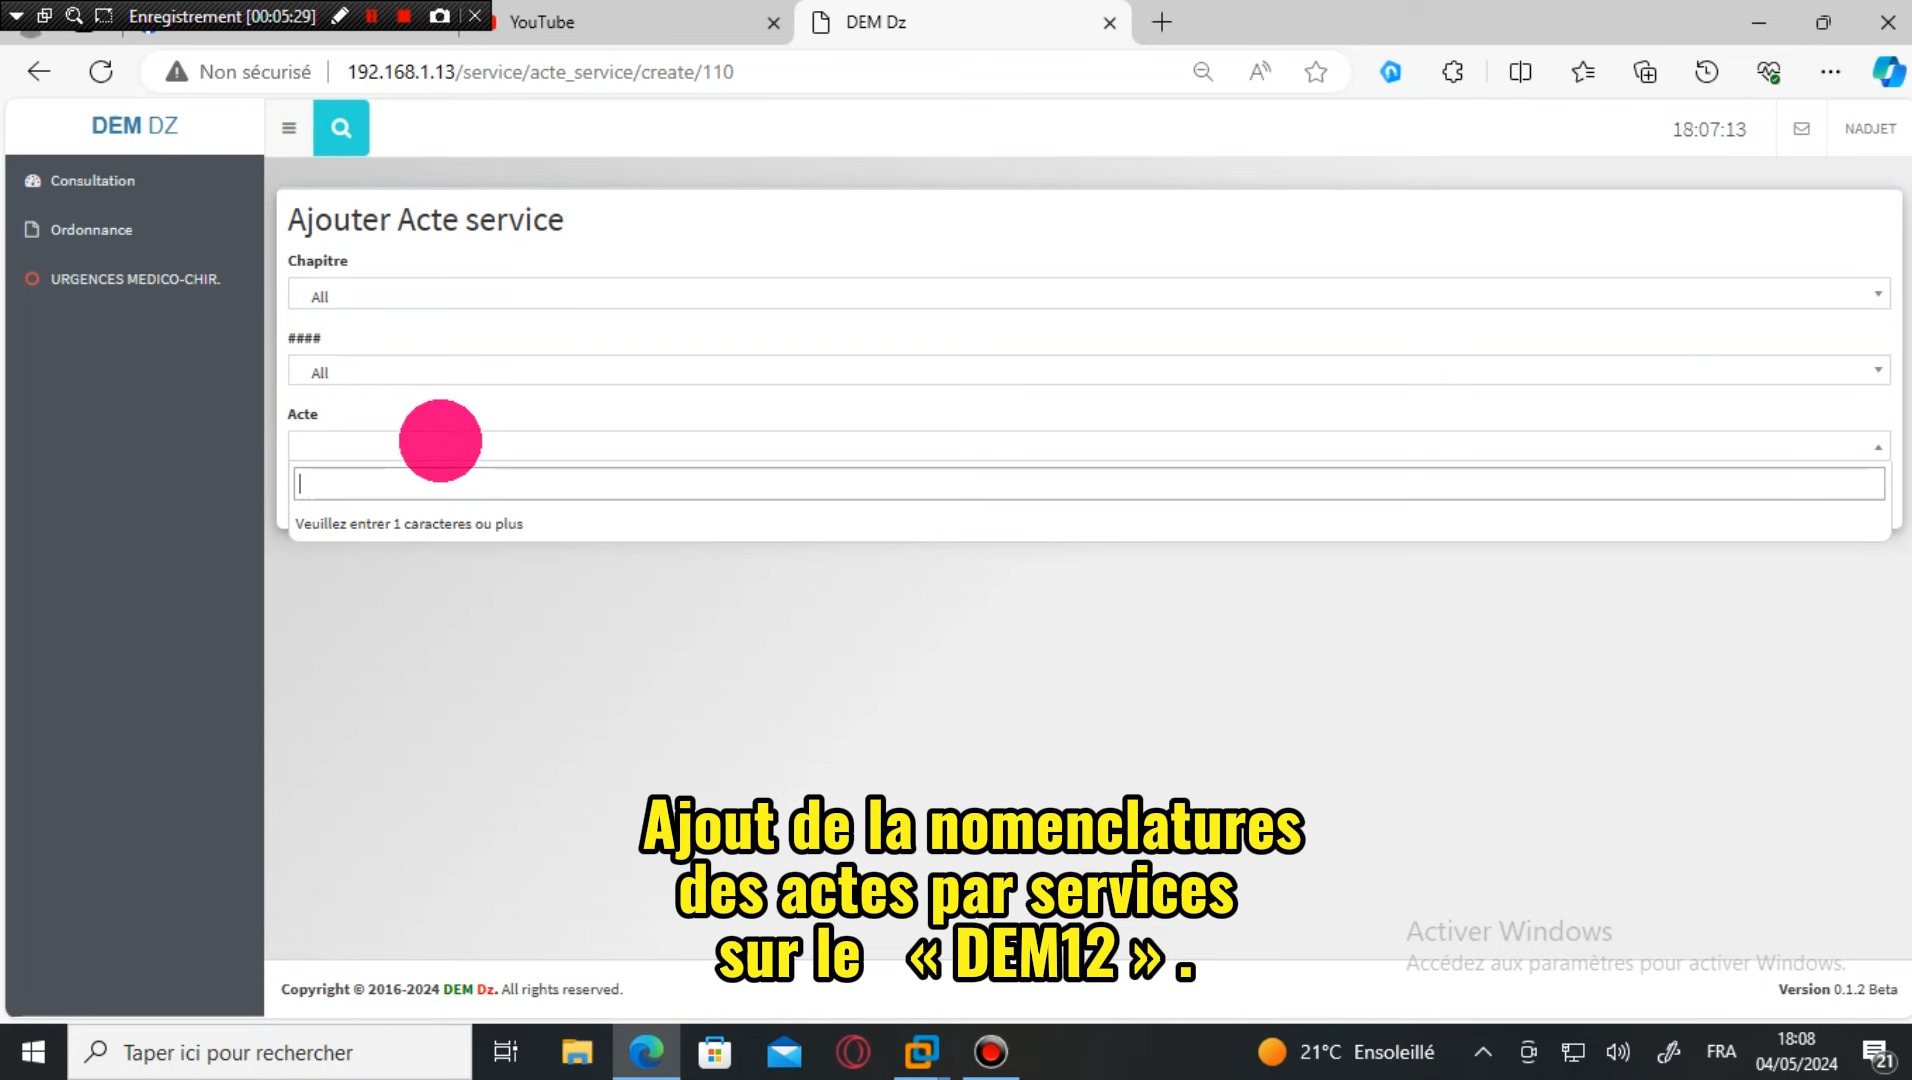 Enregistrement [00:05:29]
YouTube
DEM Dz
Non sécurisé
192.168.1.13/service/acte_service/create/110
DEM DZ
18:07:13
NADJET
Consultation
Ordonnance
URGENCES MEDICO-CHIR.
Ajouter Acte service
Chapitre
All
####
All
Acte
Veuillez entrer 1 caracteres ou plus
Ajout de la nomenclatures
des actes par services
sur le « DEM12 » .
Activer Windows
Accédez aux paramètres pour activer Windows.
Copyright © 2016-2024 DEM Dz. All rights reserved.
Version 0.1.2 Beta
Taper ici pour rechercher
21°C Ensoleillé
FRA
18:08
04/05/2024
21